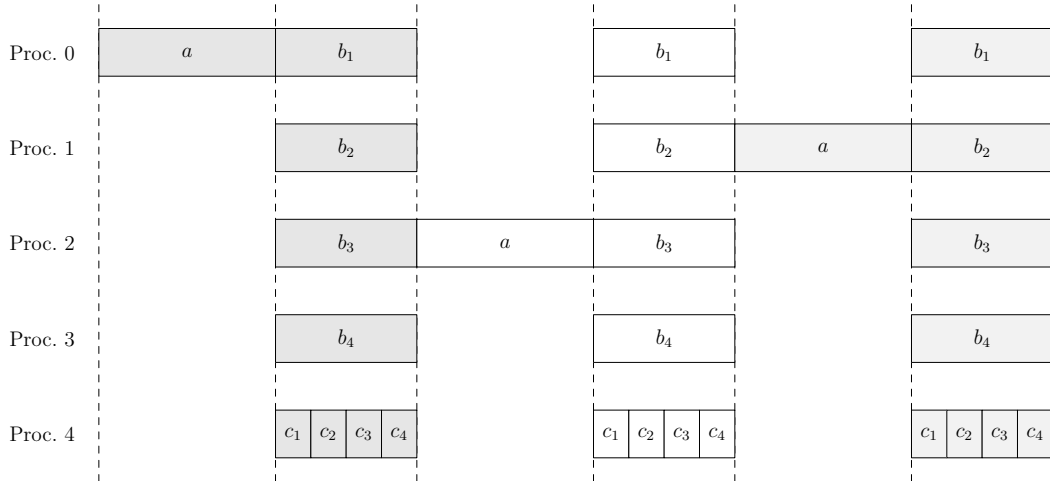 Proc. 0 a b₁ b₁ b₁
Proc. 1 b₂ b₂ a b₂
Proc. 2 b₃ a b₃ b₃
Proc. 3 b₄ b₄ b₄
Proc. 4 c₁ c₂ c₃ c₄ c₁ c₂ c₃ c₄ c₁ c₂ c₃ c₄